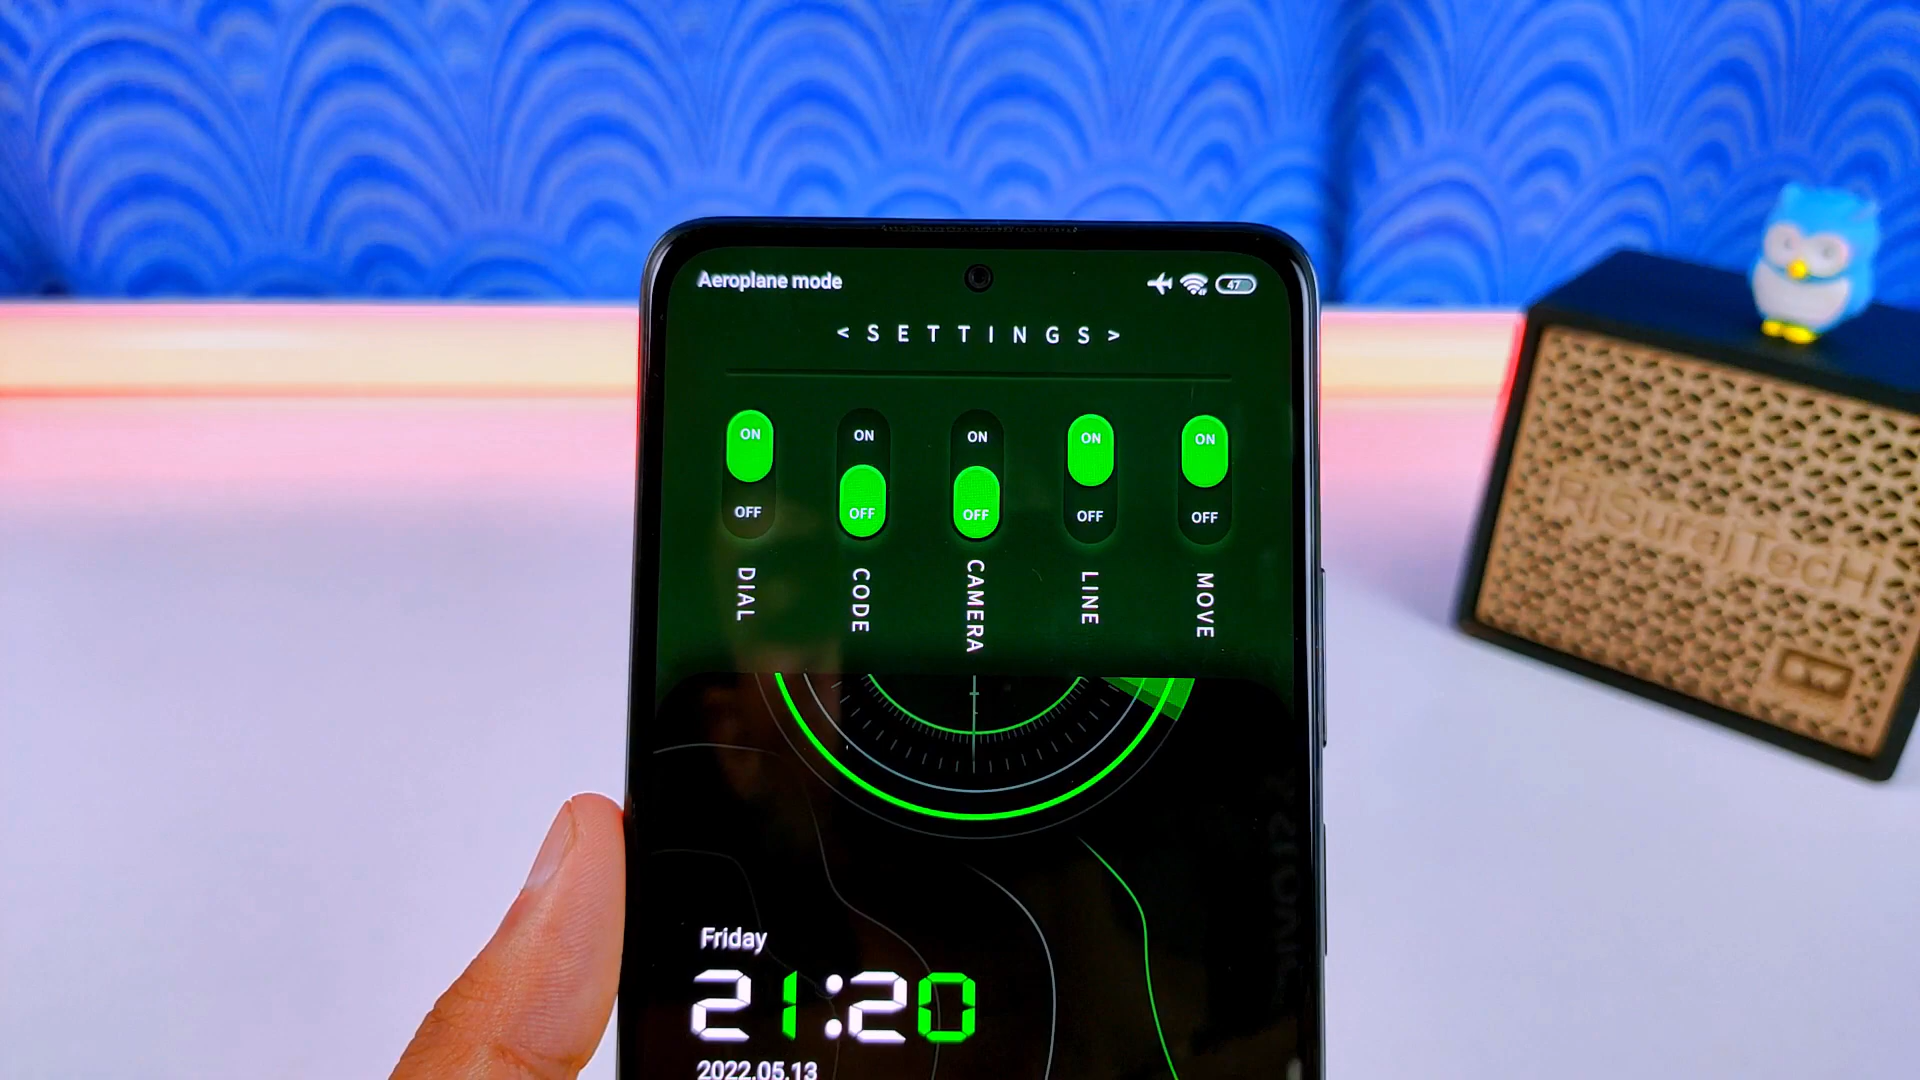 Aeroplane mode
47
< S E T T I N G S >
ON ON ON ON ON
OFF OFF OFF OFF OFF
DIAL CODE CAMERA LINE MOVE
Friday
21:20
2022.05.13
RjSurajTecH